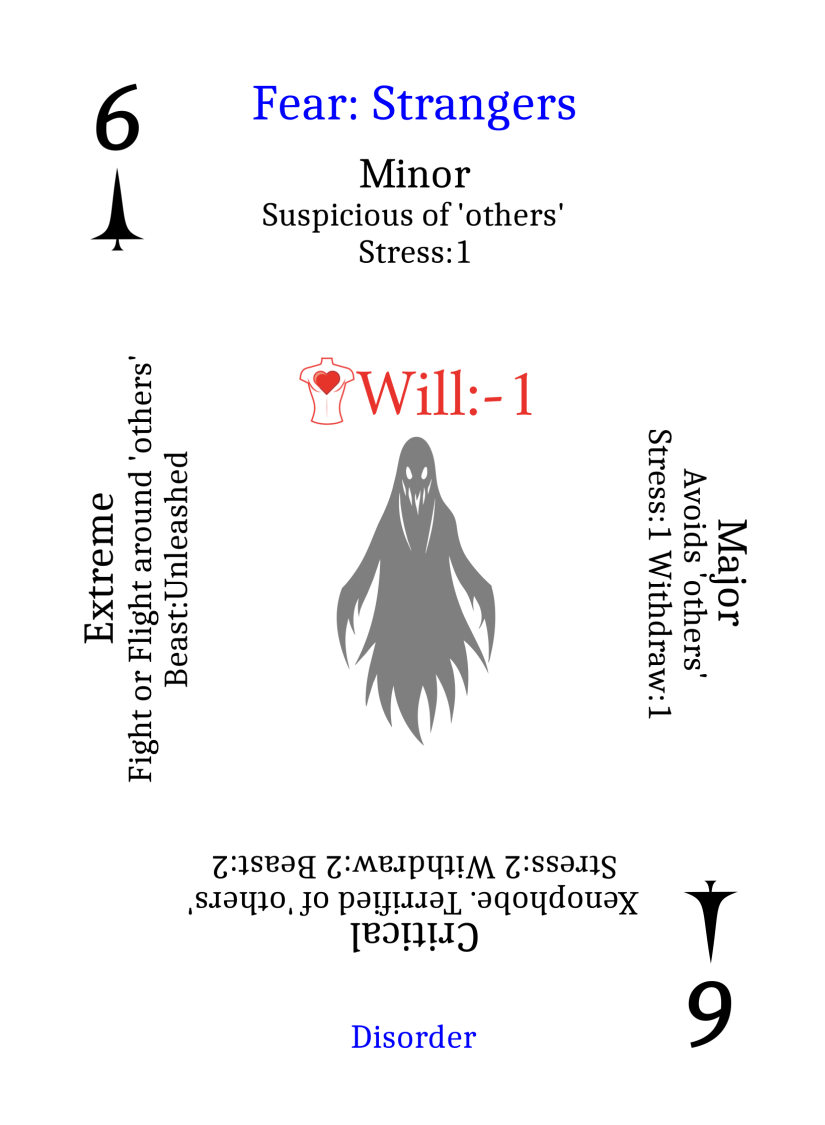 6
Fear: Strangers
Minor
Suspicious of 'others'
Stress:1
Will:-1
Major
Avoids 'others'
Stress:1 Withdraw:1
Critical
Xenophobe. Terrified of 'others'
Stress:2 Withdraw:2 Beast:2
Extreme
Fight or Flight around 'others'
Beast:Unleashed
6
Disorder